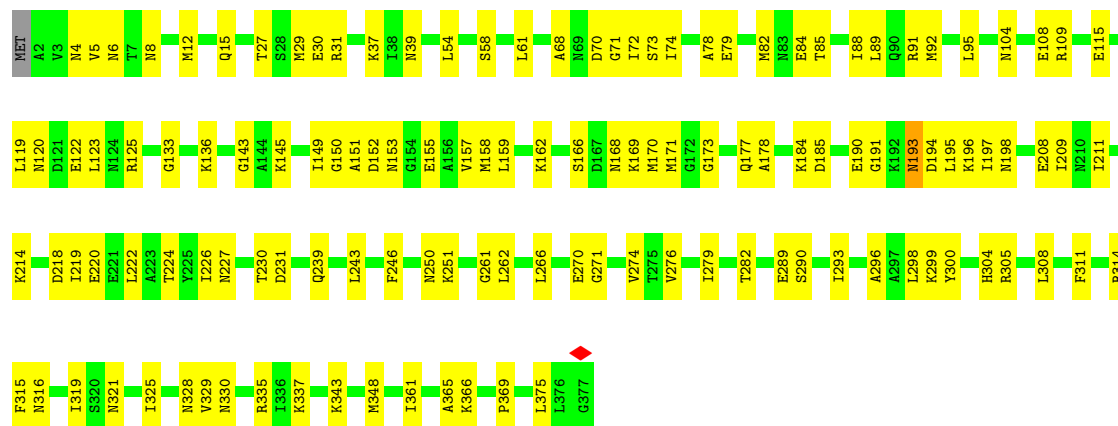 MET A2 V3 N4 V5 N6 T7 N8 M12 Q15 T27 S28 M29 E30 R31 K37 I38 N39 L54 S58 L61 A68 N69 D70 G71 I72 S73 I74 A78 E79 M82 N83 E84 T85 I88 L89 Q90 R91 M92 L95 N104 E108 R109 E115
L119 N120 D121 E122 L123 N124 R125 G133 K136 G143 A144 K145 I149 G150 A151 D152 N153 G154 E155 A156 V157 M158 L159 K162 S166 D167 N168 K169 M170 M171 G172 G173 Q177 A178 K184 D185 E190 G191 K192 N193 D194 L195 K196 I197 N198 E208 I209 N210 I211
K214 D218 I219 E220 E221 L222 A223 T224 Y225 I226 N227 T230 D231 Q239 L243 F246 N250 K251 G261 L262 L266 E270 G271 V274 T275 V276 I279 T282 E289 S290 I293 A296 A297 L298 K299 Y300 H304 R305 L308 F311
F315 N316 I319 S320 N321 I325 N328 V329 N330 R335 I336 K337 K343 M348 I361 A365 K366 P369 L375 L376 G377